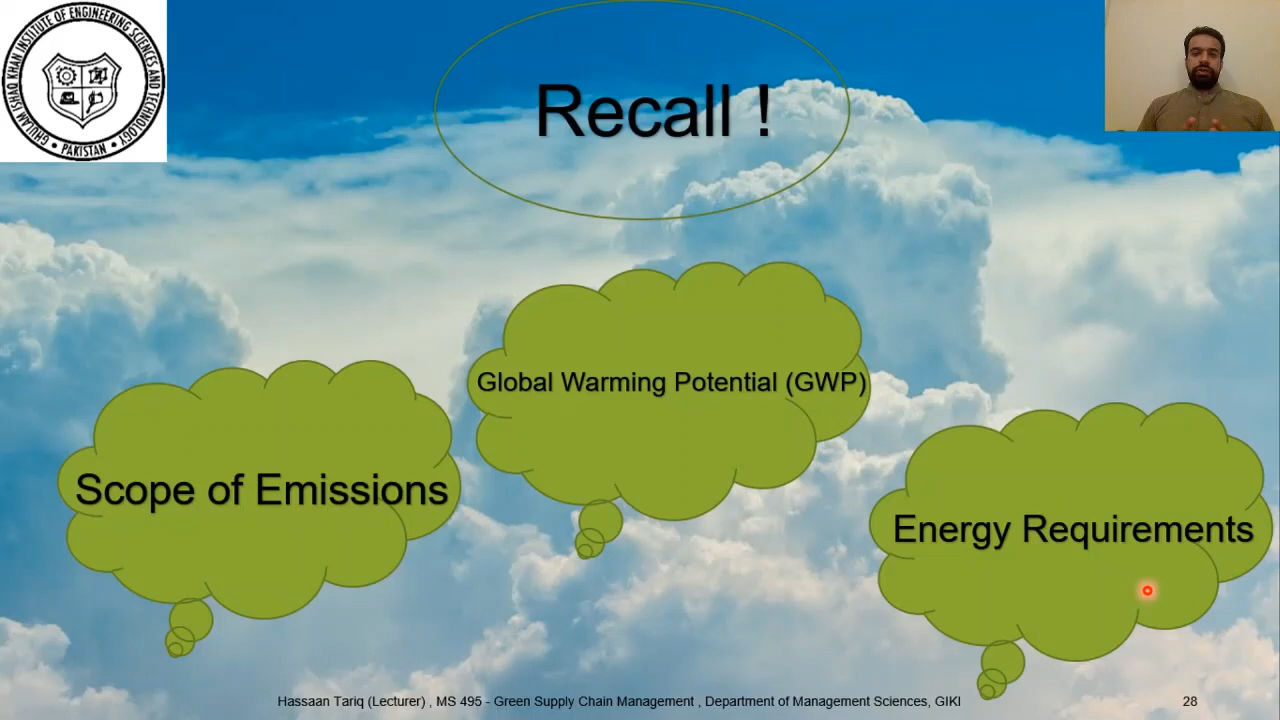 GHULAM ISHAQ KHAN INSTITUTE OF ENGINEERING SCIENCES AND TECHNOLOGY
• PAKISTAN •
Recall !
Global Warming Potential (GWP)
Scope of Emissions
Energy Requirements
Hassaan Tariq (Lecturer) , MS 495 - Green Supply Chain Management , Department of Management Sciences, GIKI
28